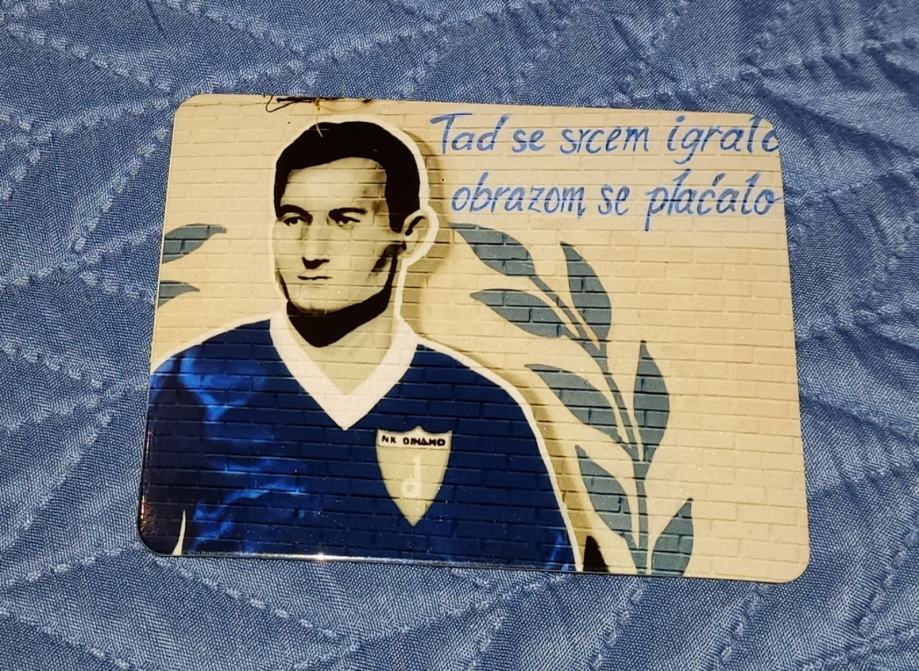 Tad se srcem igralo
obrazom se plaćalo
NK DINAMO
d